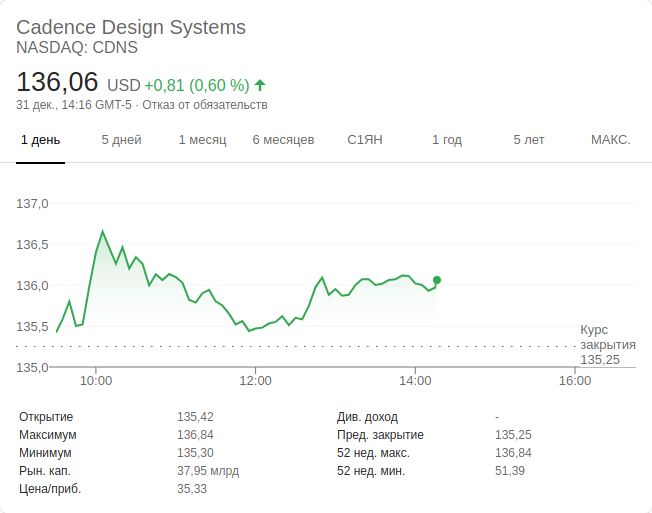 Cadence Design Systems
NASDAQ: CDNS
136,06 USD +0,81 (0,60 %)
31 дек., 14:16 GMT-5 · Отказ от обязательств
1 день 5 дней 1 месяц 6 месяцев С1ЯН 1 год 5 лет МАКС.
137,0
136,5
136,0
135,5
135,0
Курс
закрытия
135,25
10:00 12:00 14:00 16:00
Открытие 135,42 Див. доход -
Максимум 136,84 Пред. закрытие 135,25
Минимум 135,30 52 нед. макс. 136,84
Рын. кап. 37,95 млрд 52 нед. мин. 51,39
Цена/приб. 35,33